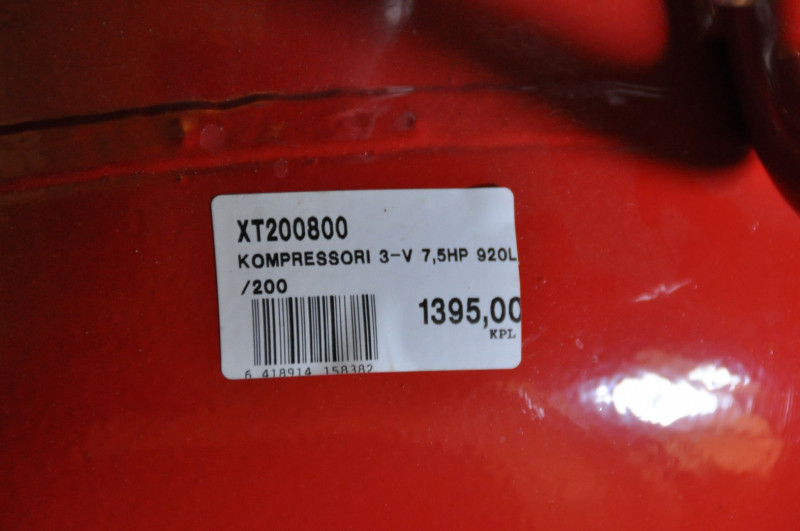 XT200800
KOMPRESSORI 3-V 7,5HP 920L
/200
1395,00
KPL
6 418914 158382